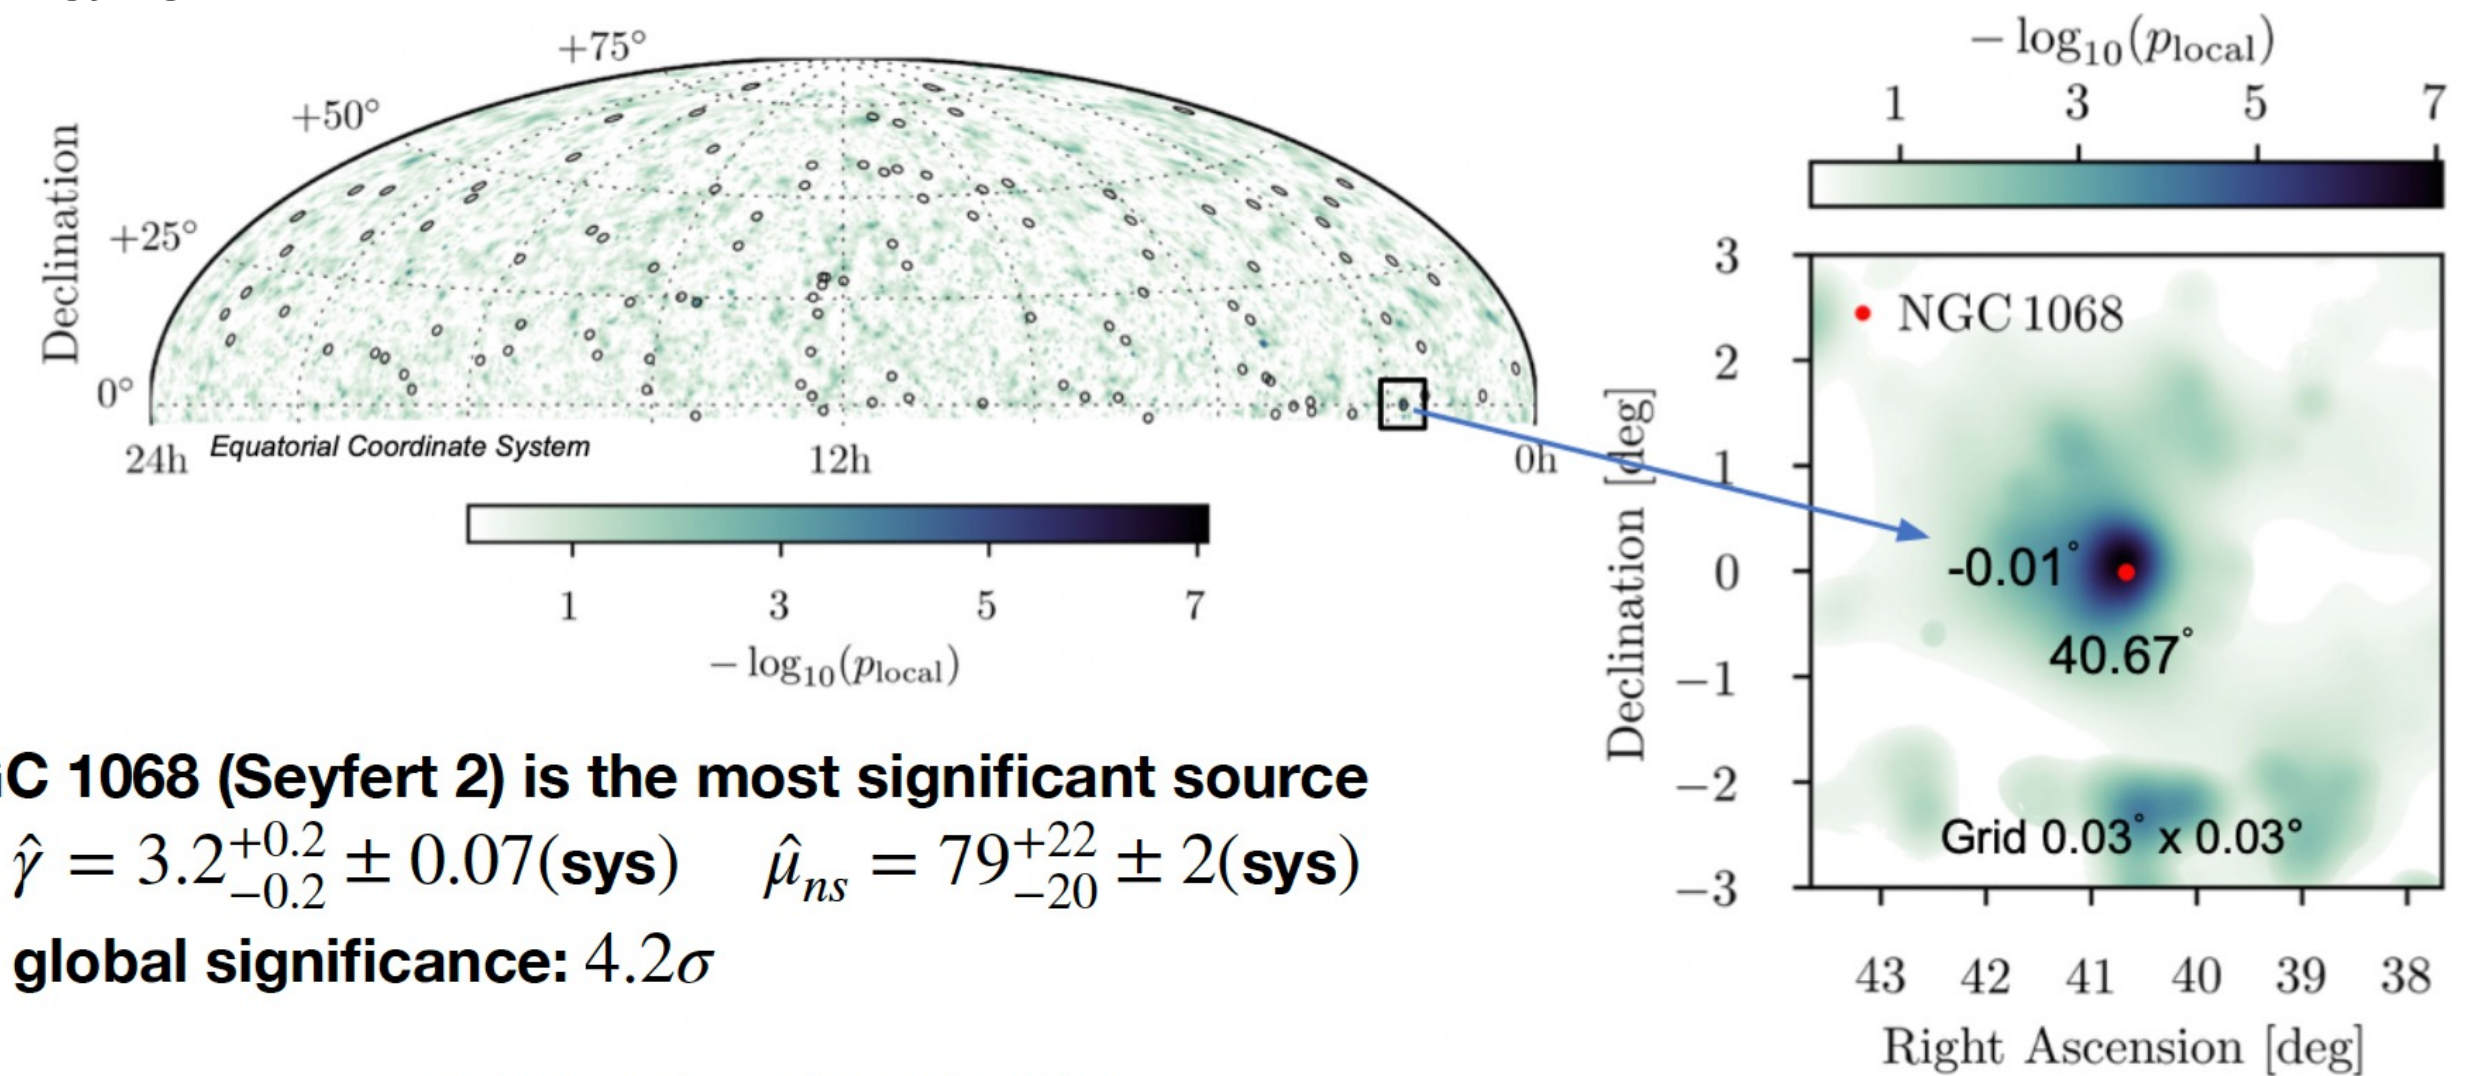 +75°
+50°
+25°
0°
Declination
24h
Equatorial Coordinate System
12h
0h
1 3 5 7
− log₁₀(p_local)
− log₁₀(p_local)
1 3 5 7
3
2
1
0
−1
−2
−3
Declination [deg]
NGC 1068
-0.01°
40.67°
Grid 0.03° x 0.03°
43 42 41 40 39 38
Right Ascension [deg]
C 1068 (Seyfert 2) is the most significant source
γ̂ = 3.2 +0.2 −0.2 ± 0.07(sys) μ̂ₙₛ = 79 +22 −20 ± 2(sys)
global significance: 4.2σ